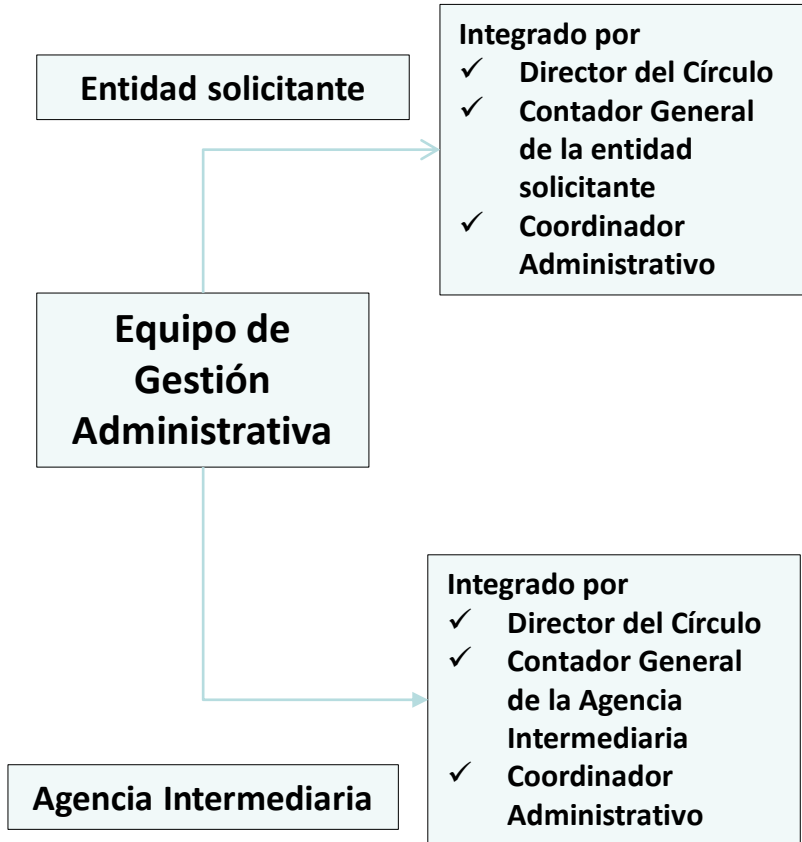 Entidad solicitante
Integrado por
✓ Director del Círculo
✓ Contador General
de la entidad
solicitante
✓ Coordinador
Administrativo
Equipo de
Gestión
Administrativa
Integrado por
✓ Director del Círculo
✓ Contador General
de la Agencia
Intermediaria
✓ Coordinador
Administrativo
Agencia Intermediaria